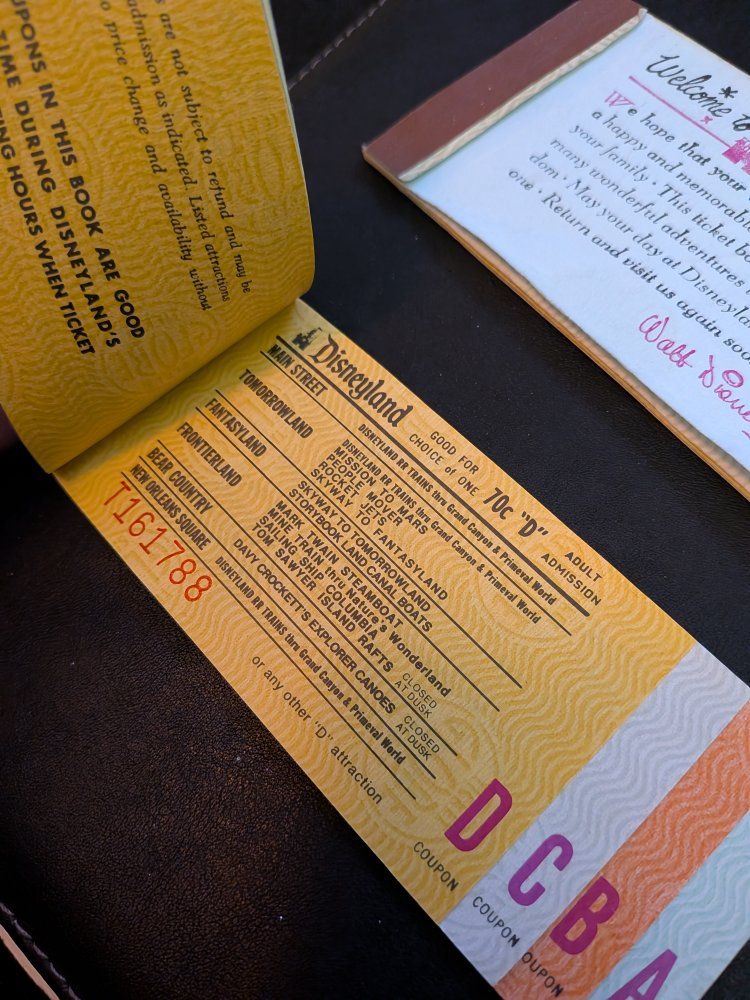 s are not subject to refund and may be
admission as indicated. Listed attractions
to price change and availability without
UPONS IN THIS BOOK ARE GOOD
TIME DURING DISNEYLAND'S
TING HOURS WHEN TICKET
Welcome to
We hope that your
a happy and memorable
your family · This ticket bo
many wonderful adventures
dom · May your day at Disneyla
one · Return and visit us again soo
Walt Disney
Disneyland
GOOD FOR
CHOICE of ONE
70c "D"
ADULT
ADMISSION
MAIN STREET
DISNEYLAND RR TRAINS thru Grand Canyon & Primeval World
TOMORROWLAND
DISNEYLAND RR TRAINS thru Grand Canyon & Primeval World
MISSION TO MARS
PEOPLE MOVER
ROCKET JETS
SKYWAY TO FANTASYLAND
FANTASYLAND
SKYWAY TO TOMORROWLAND
STORYBOOK LAND CANAL BOATS
FRONTIERLAND
MARK TWAIN STEAMBOAT
MINE TRAIN thru Nature's Wonderland
SAILING SHIP COLUMBIA
TOM SAWYER ISLAND RAFTS CLOSED AT DUSK
BEAR COUNTRY
DAVY CROCKETT'S EXPLORER CANOES CLOSED AT DUSK
NEW ORLEANS SQUARE
DISNEYLAND RR TRAINS thru Grand Canyon & Primeval World
or any other "D" attraction
T161788
D
COUPON
C
COUPON
B
OUPON
A